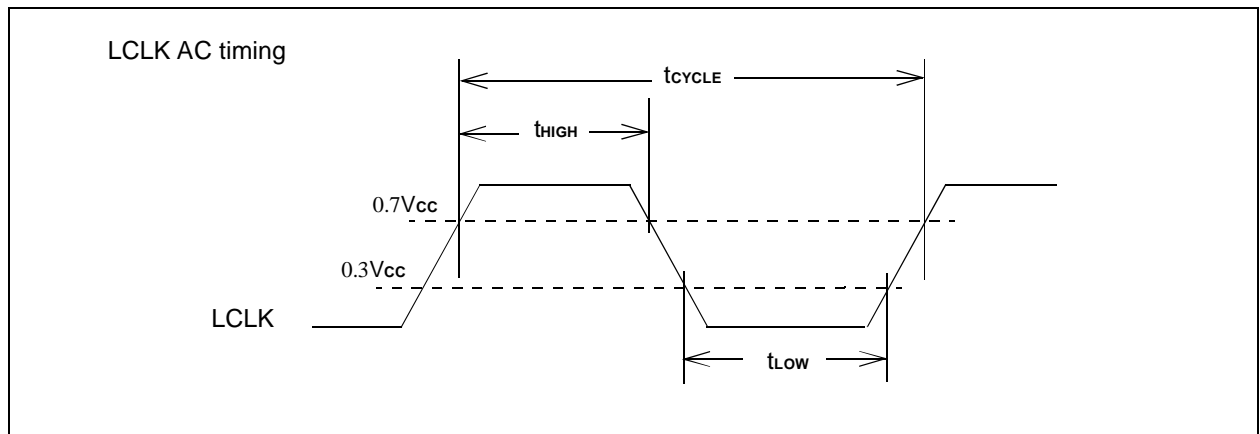 LCLK AC timing
tCYCLE
tHIGH
0.7Vcc
0.3Vcc
LCLK
tLOW